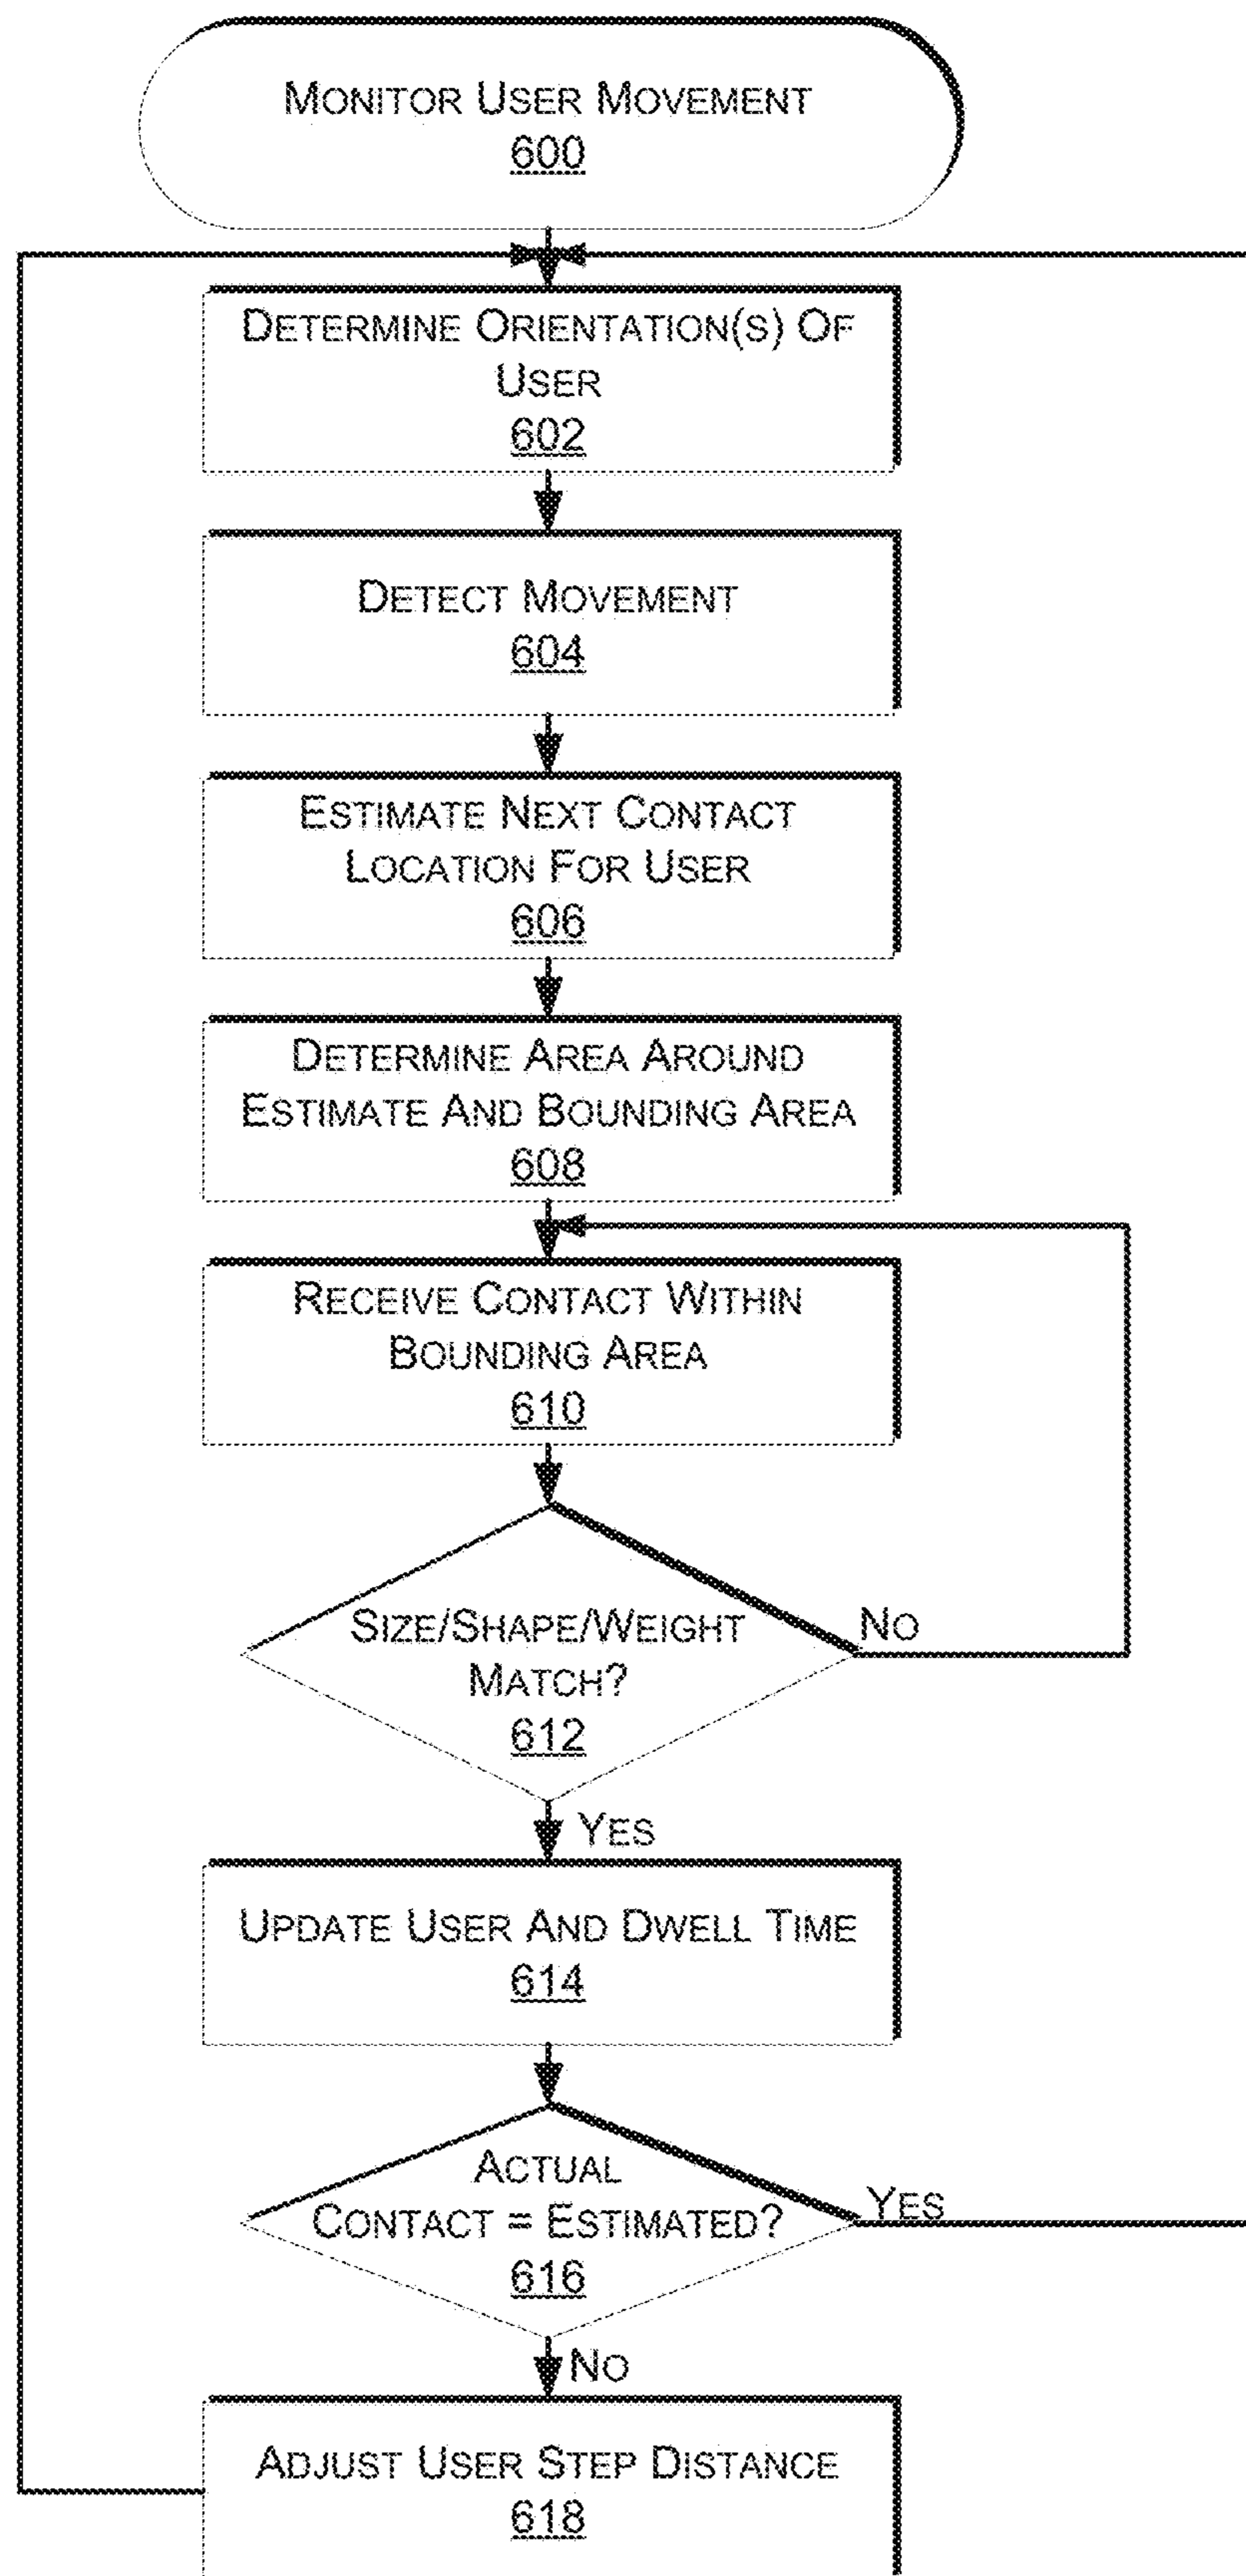 MONITOR USER MOVEMENT
600
DETERMINE ORIENTATION(S) OF
USER
602
DETECT MOVEMENT
604
ESTIMATE NEXT CONTACT
LOCATION FOR USER
606
DETERMINE AREA AROUND
ESTIMATE AND BOUNDING AREA
608
RECEIVE CONTACT WITHIN
BOUNDING AREA
610
SIZE/SHAPE/WEIGHT
MATCH?
612
NO
YES
UPDATE USER AND DWELL TIME
614
ACTUAL
CONTACT = ESTIMATED?
616
YES
NO
ADJUST USER STEP DISTANCE
618